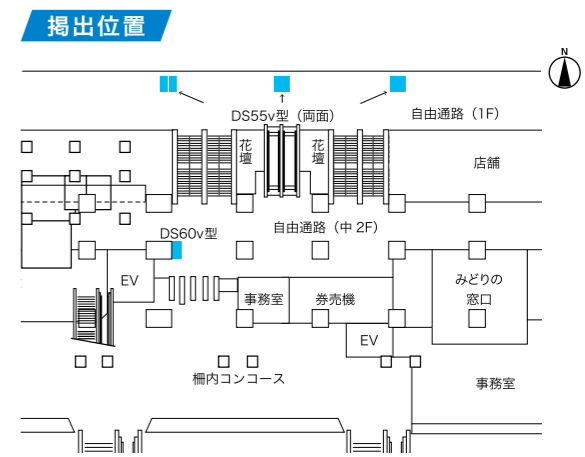 掲出位置
N
DS55v型（両面）
自由通路（1F）
花壇
花壇
店舗
自由通路（中 2F）
DS60v型
EV
事務室
券売機
みどりの
窓口
EV
柵内コンコース
事務室